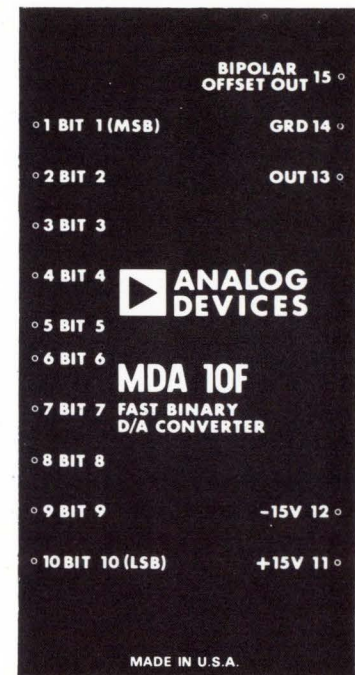 BIPOLAR
OFFSET OUT 15
1 BIT 1 (MSB)
GRD 14
2 BIT 2
OUT 13
3 BIT 3
4 BIT 4
ANALOG
DEVICES
5 BIT 5
6 BIT 6
MDA 10F
7 BIT 7
FAST BINARY
D/A CONVERTER
8 BIT 8
9 BIT 9
-15V 12
10 BIT 10 (LSB)
+15V 11
MADE IN U.S.A.